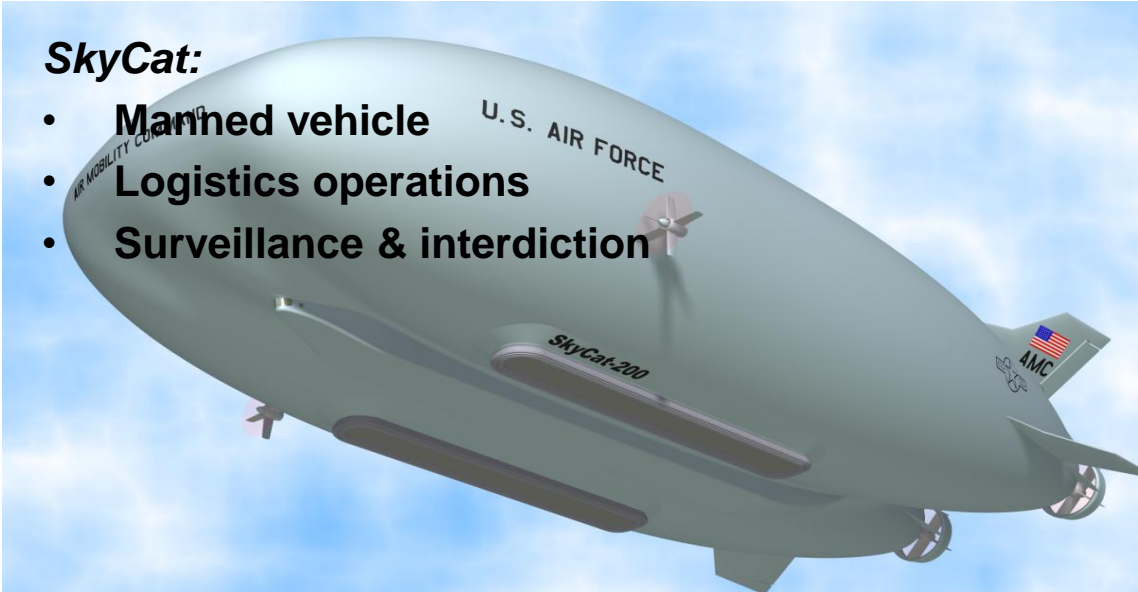 SkyCat:
• Manned vehicle
• Logistics operations
• Surveillance & interdiction
AIR MOBILITY COMMAND
U.S. AIR FORCE
SkyCat-200
AMC